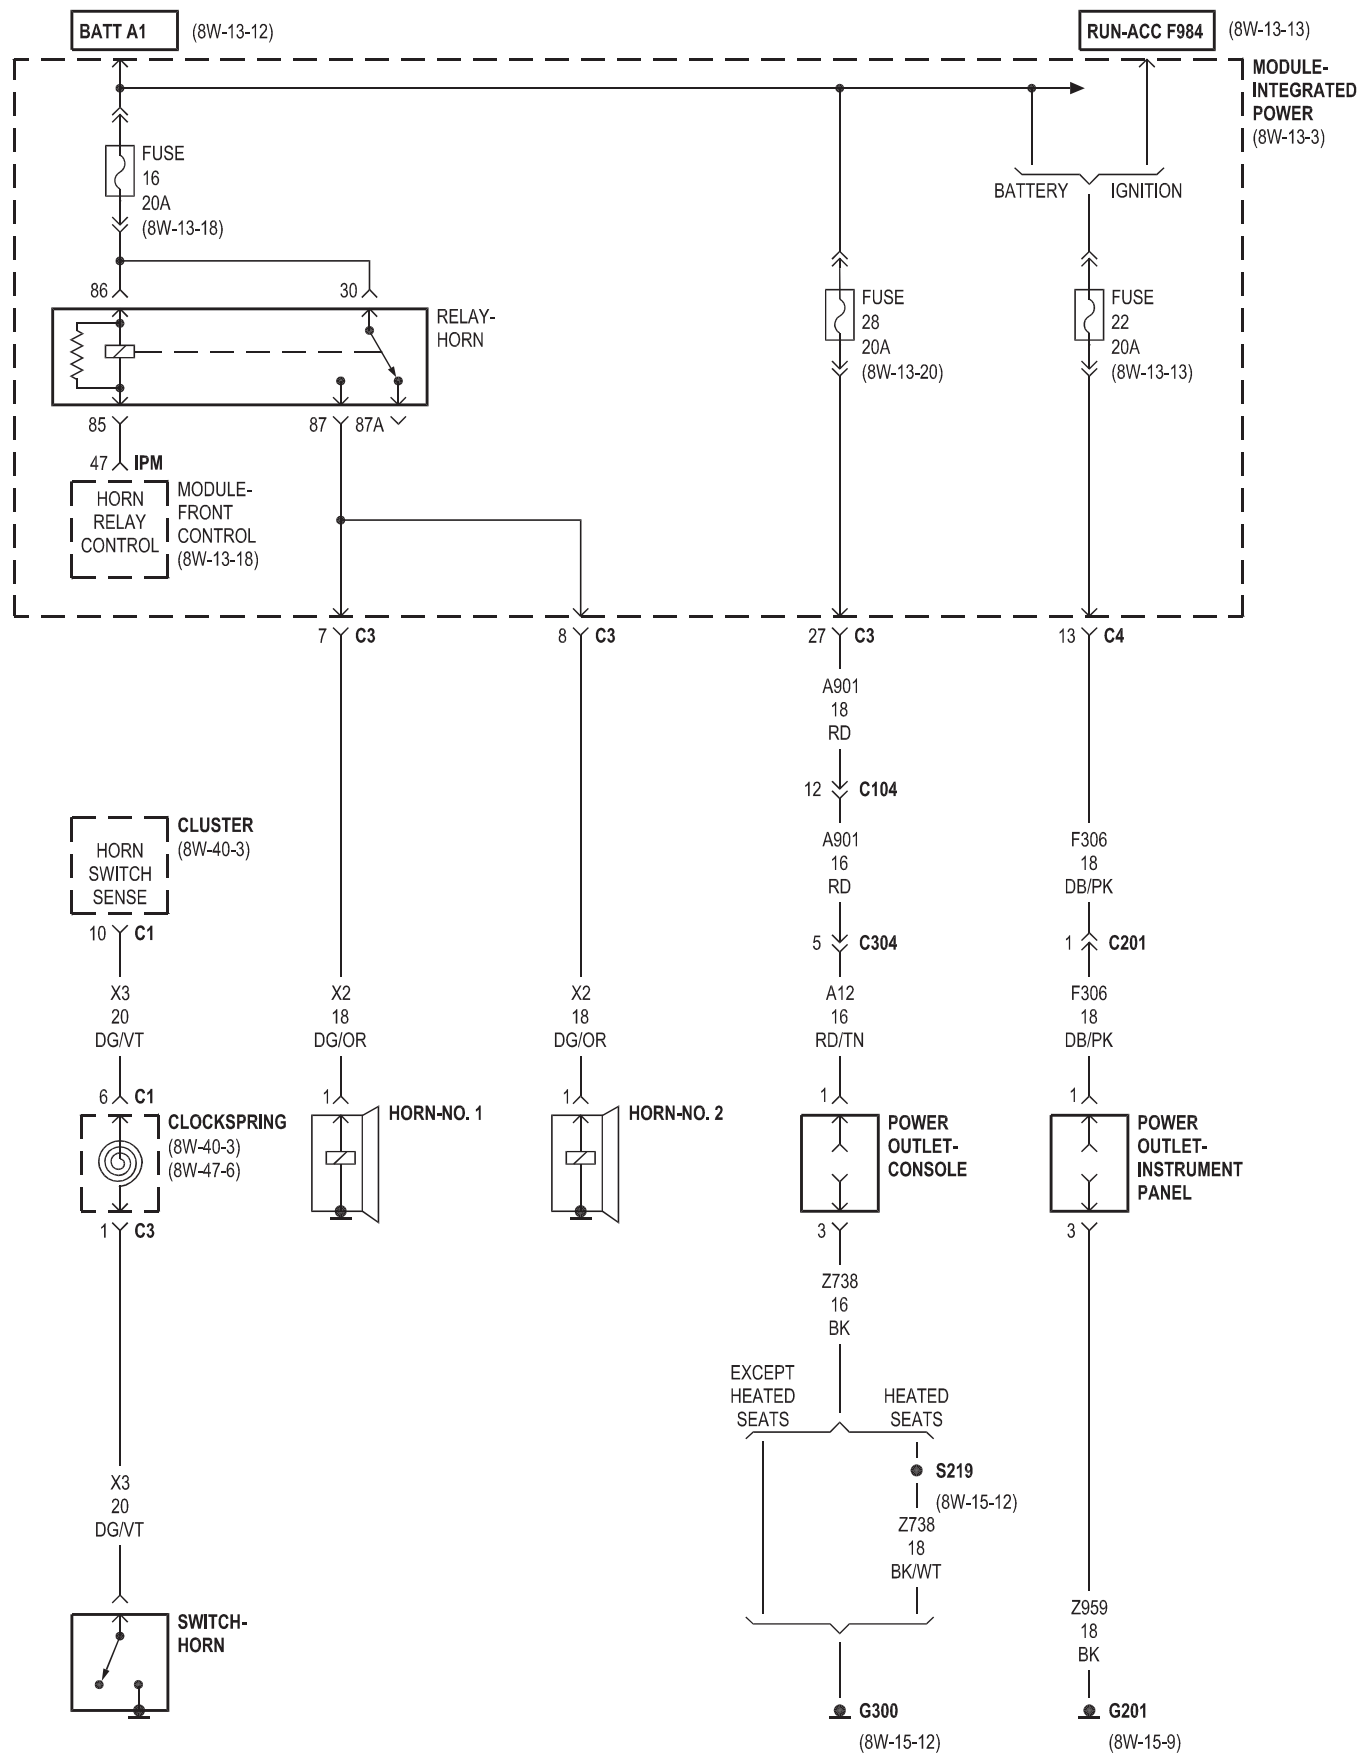 BATT A1 (8W-13-12)
RUN-ACC F984 (8W-13-13)
MODULE-
INTEGRATED
POWER
(8W-13-3)
FUSE
16
20A
(8W-13-18)
BATTERY IGNITION
86 30
RELAY-
HORN
FUSE
28
20A
(8W-13-20)
FUSE
22
20A
(8W-13-13)
85 87 87A
47 IPM
HORN
RELAY
CONTROL
MODULE-
FRONT
CONTROL
(8W-13-18)
7 C3
8 C3
27 C3
13 C4
A901
18
RD
12 C104
CLUSTER
(8W-40-3)
HORN
SWITCH
SENSE
A901
16
RD
F306
18
DB/PK
10 C1
5 C304
1 C201
X3
20
DG/VT
X2
18
DG/OR
X2
18
DG/OR
A12
16
RD/TN
F306
18
DB/PK
6 C1
1
1
1
1
CLOCKSPRING
(8W-40-3)
(8W-47-6)
HORN-NO. 1
HORN-NO. 2
POWER
OUTLET-
CONSOLE
POWER
OUTLET-
INSTRUMENT
PANEL
1 C3
3
3
Z738
16
BK
EXCEPT
HEATED
SEATS
HEATED
SEATS
S219
(8W-15-12)
X3
20
DG/VT
Z738
18
BK/WT
SWITCH-
HORN
Z959
18
BK
G300
(8W-15-12)
G201
(8W-15-9)